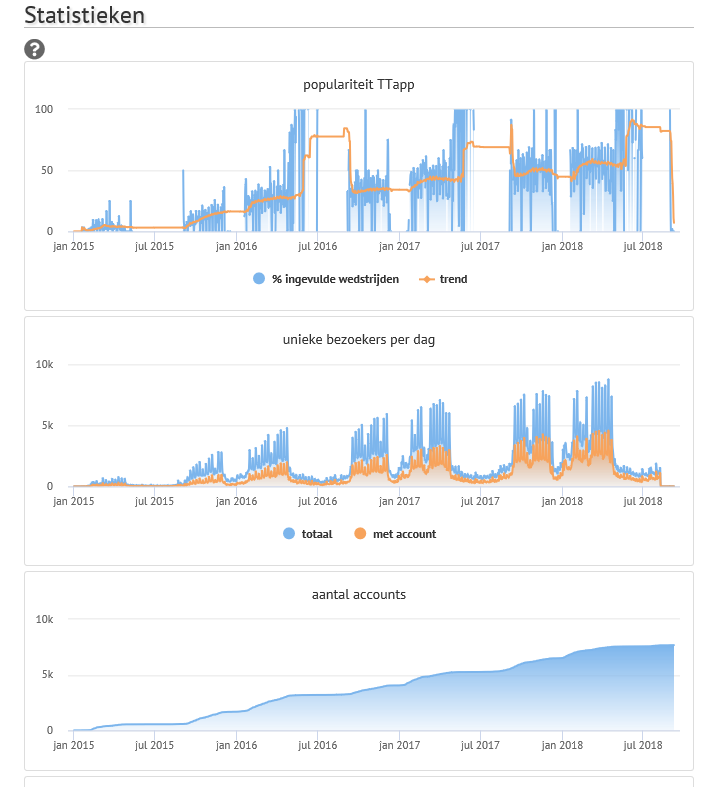 Statistieken
?
populariteit TTapp
100
50
0
jan 2015 jul 2015 jan 2016 jul 2016 jan 2017 jul 2017 jan 2018 jul 2018
% ingevulde wedstrijden trend
unieke bezoekers per dag
10k
5k
0
jan 2015 jul 2015 jan 2016 jul 2016 jan 2017 jul 2017 jan 2018 jul 2018
totaal met account
aantal accounts
10k
5k
0
jan 2015 jul 2015 jan 2016 jul 2016 jan 2017 jul 2017 jan 2018 jul 2018